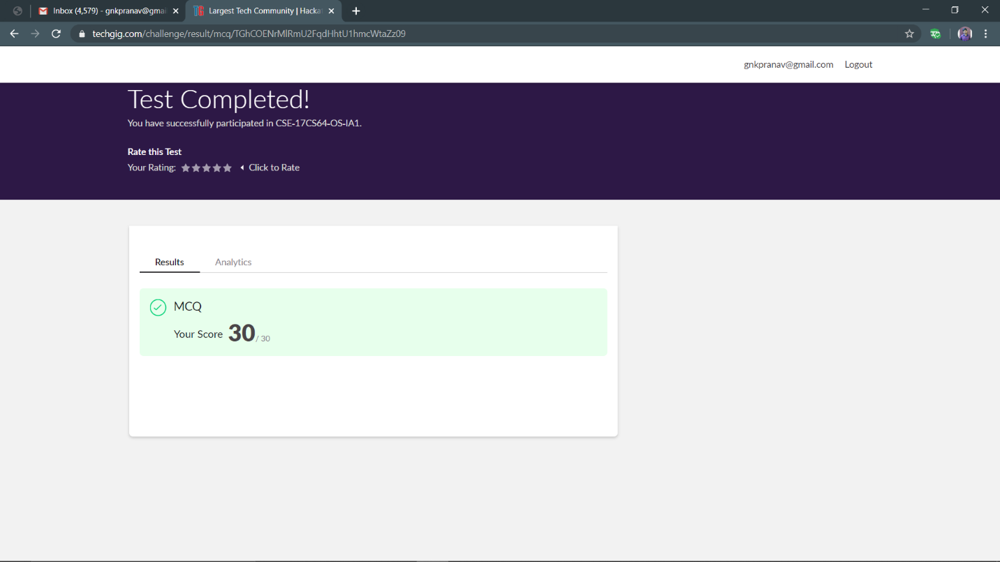 Inbox (4,579) - gnkpranav@gmai
Largest Tech Community | Hacka
techgig.com/challenge/result/mcq/TGhCOENrMlRmU2FqdHhtU1hmcWtaZz09
gnkpranav@gmail.com Logout
Test Completed!
You have successfully participated in CSE-17CS64-OS-IA1.
Rate this Test
Your Rating: Click to Rate
Results Analytics
MCQ
Your Score 30 / 30